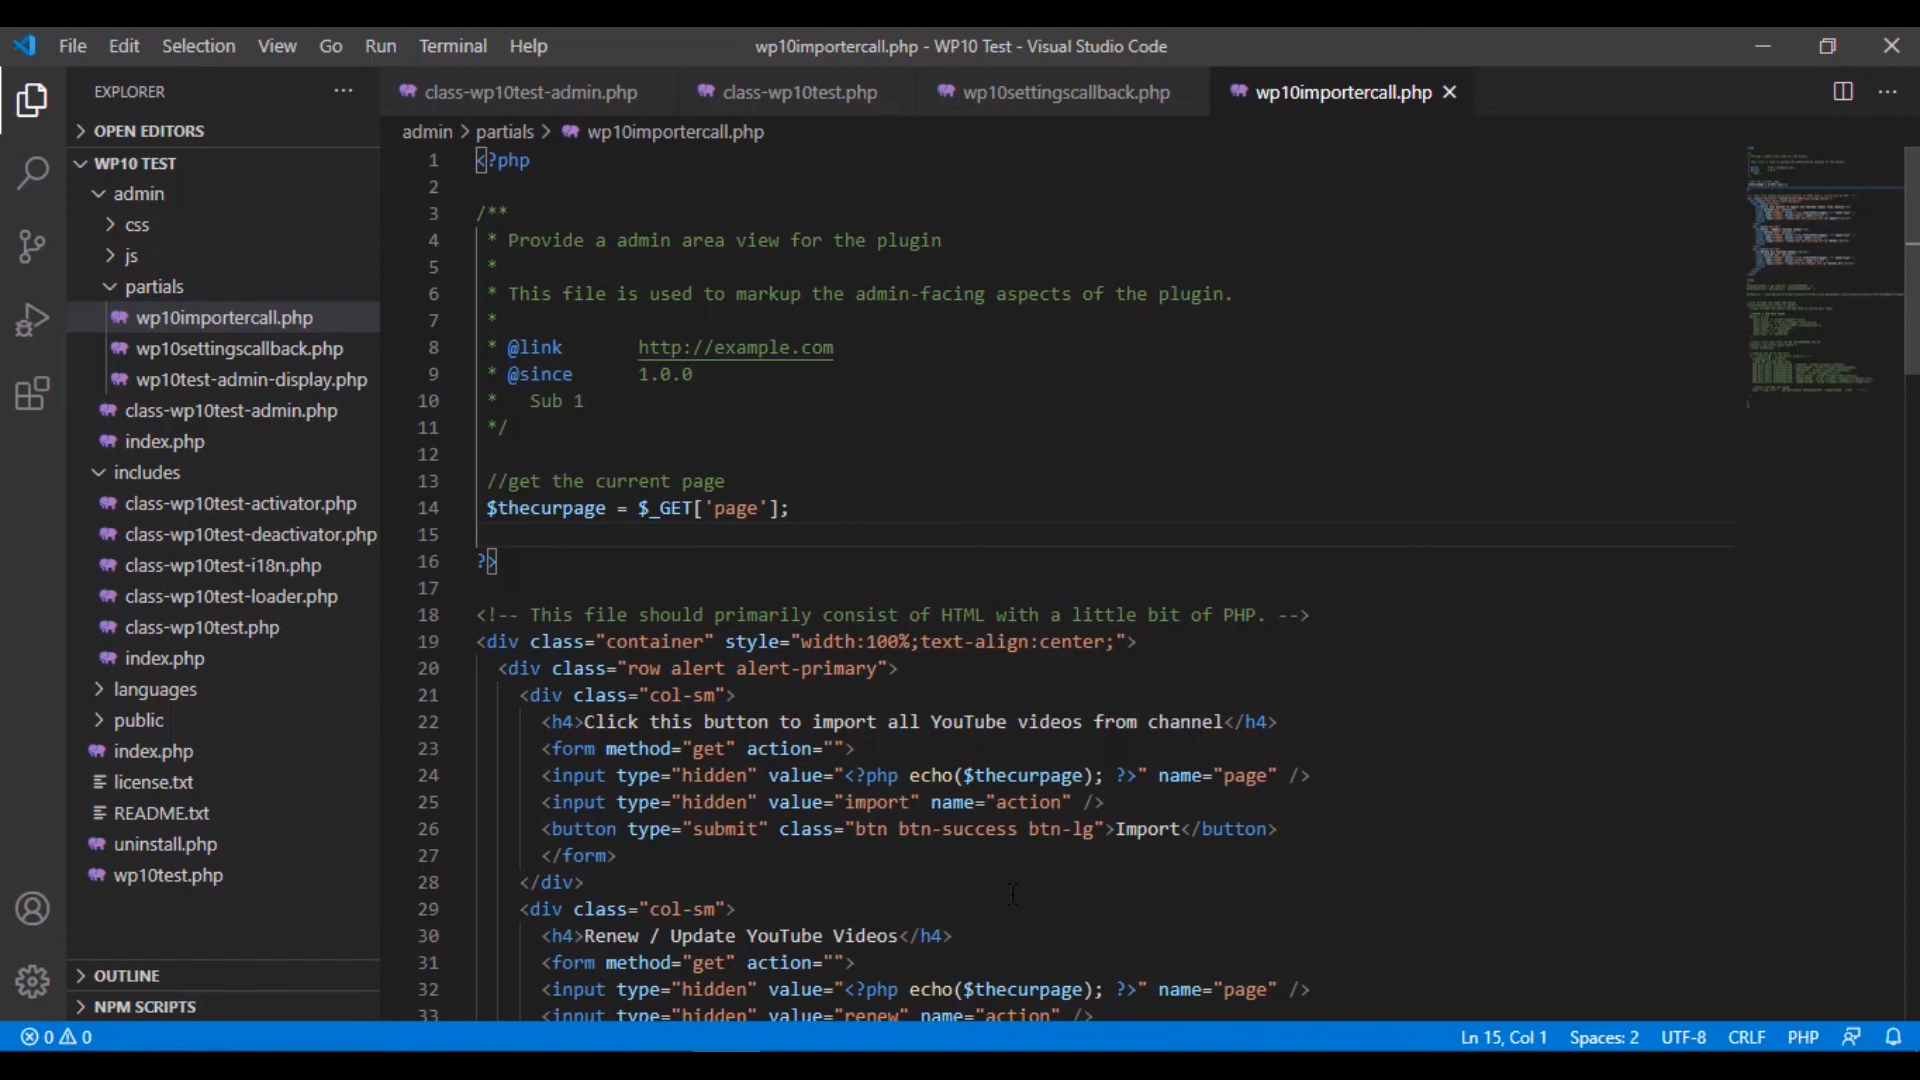 File Edit Selection View Go Run Terminal Help wp10importercall.php - WP10 Test - Visual Studio Code
EXPLORER
class-wp10test-admin.php class-wp10test.php wp10settingscallback.php wp10importercall.php
OPEN EDITORS
WP10 TEST
admin
css
js
partials
wp10importercall.php
wp10settingscallback.php
wp10test-admin-display.php
class-wp10test-admin.php
index.php
includes
class-wp10test-activator.php
class-wp10test-deactivator.php
class-wp10test-i18n.php
class-wp10test-loader.php
class-wp10test.php
index.php
languages
public
index.php
license.txt
README.txt
uninstall.php
wp10test.php
OUTLINE
NPM SCRIPTS
admin > partials > wp10importercall.php
1 <?php
2
3 /**
4 * Provide a admin area view for the plugin
5 *
6 * This file is used to markup the admin-facing aspects of the plugin.
7 *
8 * @link http://example.com
9 * @since 1.0.0
10 * Sub 1
11 */
12
13 //get the current page
14 $thecurpage = $_GET['page'];
15
16 ?>
17
18 <!-- This file should primarily consist of HTML with a little bit of PHP. -->
19 <div class="container" style="width:100%;text-align:center;">
20 <div class="row alert alert-primary">
21 <div class="col-sm">
22 <h4>Click this button to import all YouTube videos from channel</h4>
23 <form method="get" action="">
24 <input type="hidden" value="<?php echo($thecurpage); ?>" name="page" />
25 <input type="hidden" value="import" name="action" />
26 <button type="submit" class="btn btn-success btn-lg">Import</button>
27 </form>
28 </div>
29 <div class="col-sm">
30 <h4>Renew / Update YouTube Videos</h4>
31 <form method="get" action="">
32 <input type="hidden" value="<?php echo($thecurpage); ?>" name="page" />
33 <input type="hidden" value="renew" name="action" />
0 0 Ln 15, Col 1 Spaces: 2 UTF-8 CRLF PHP